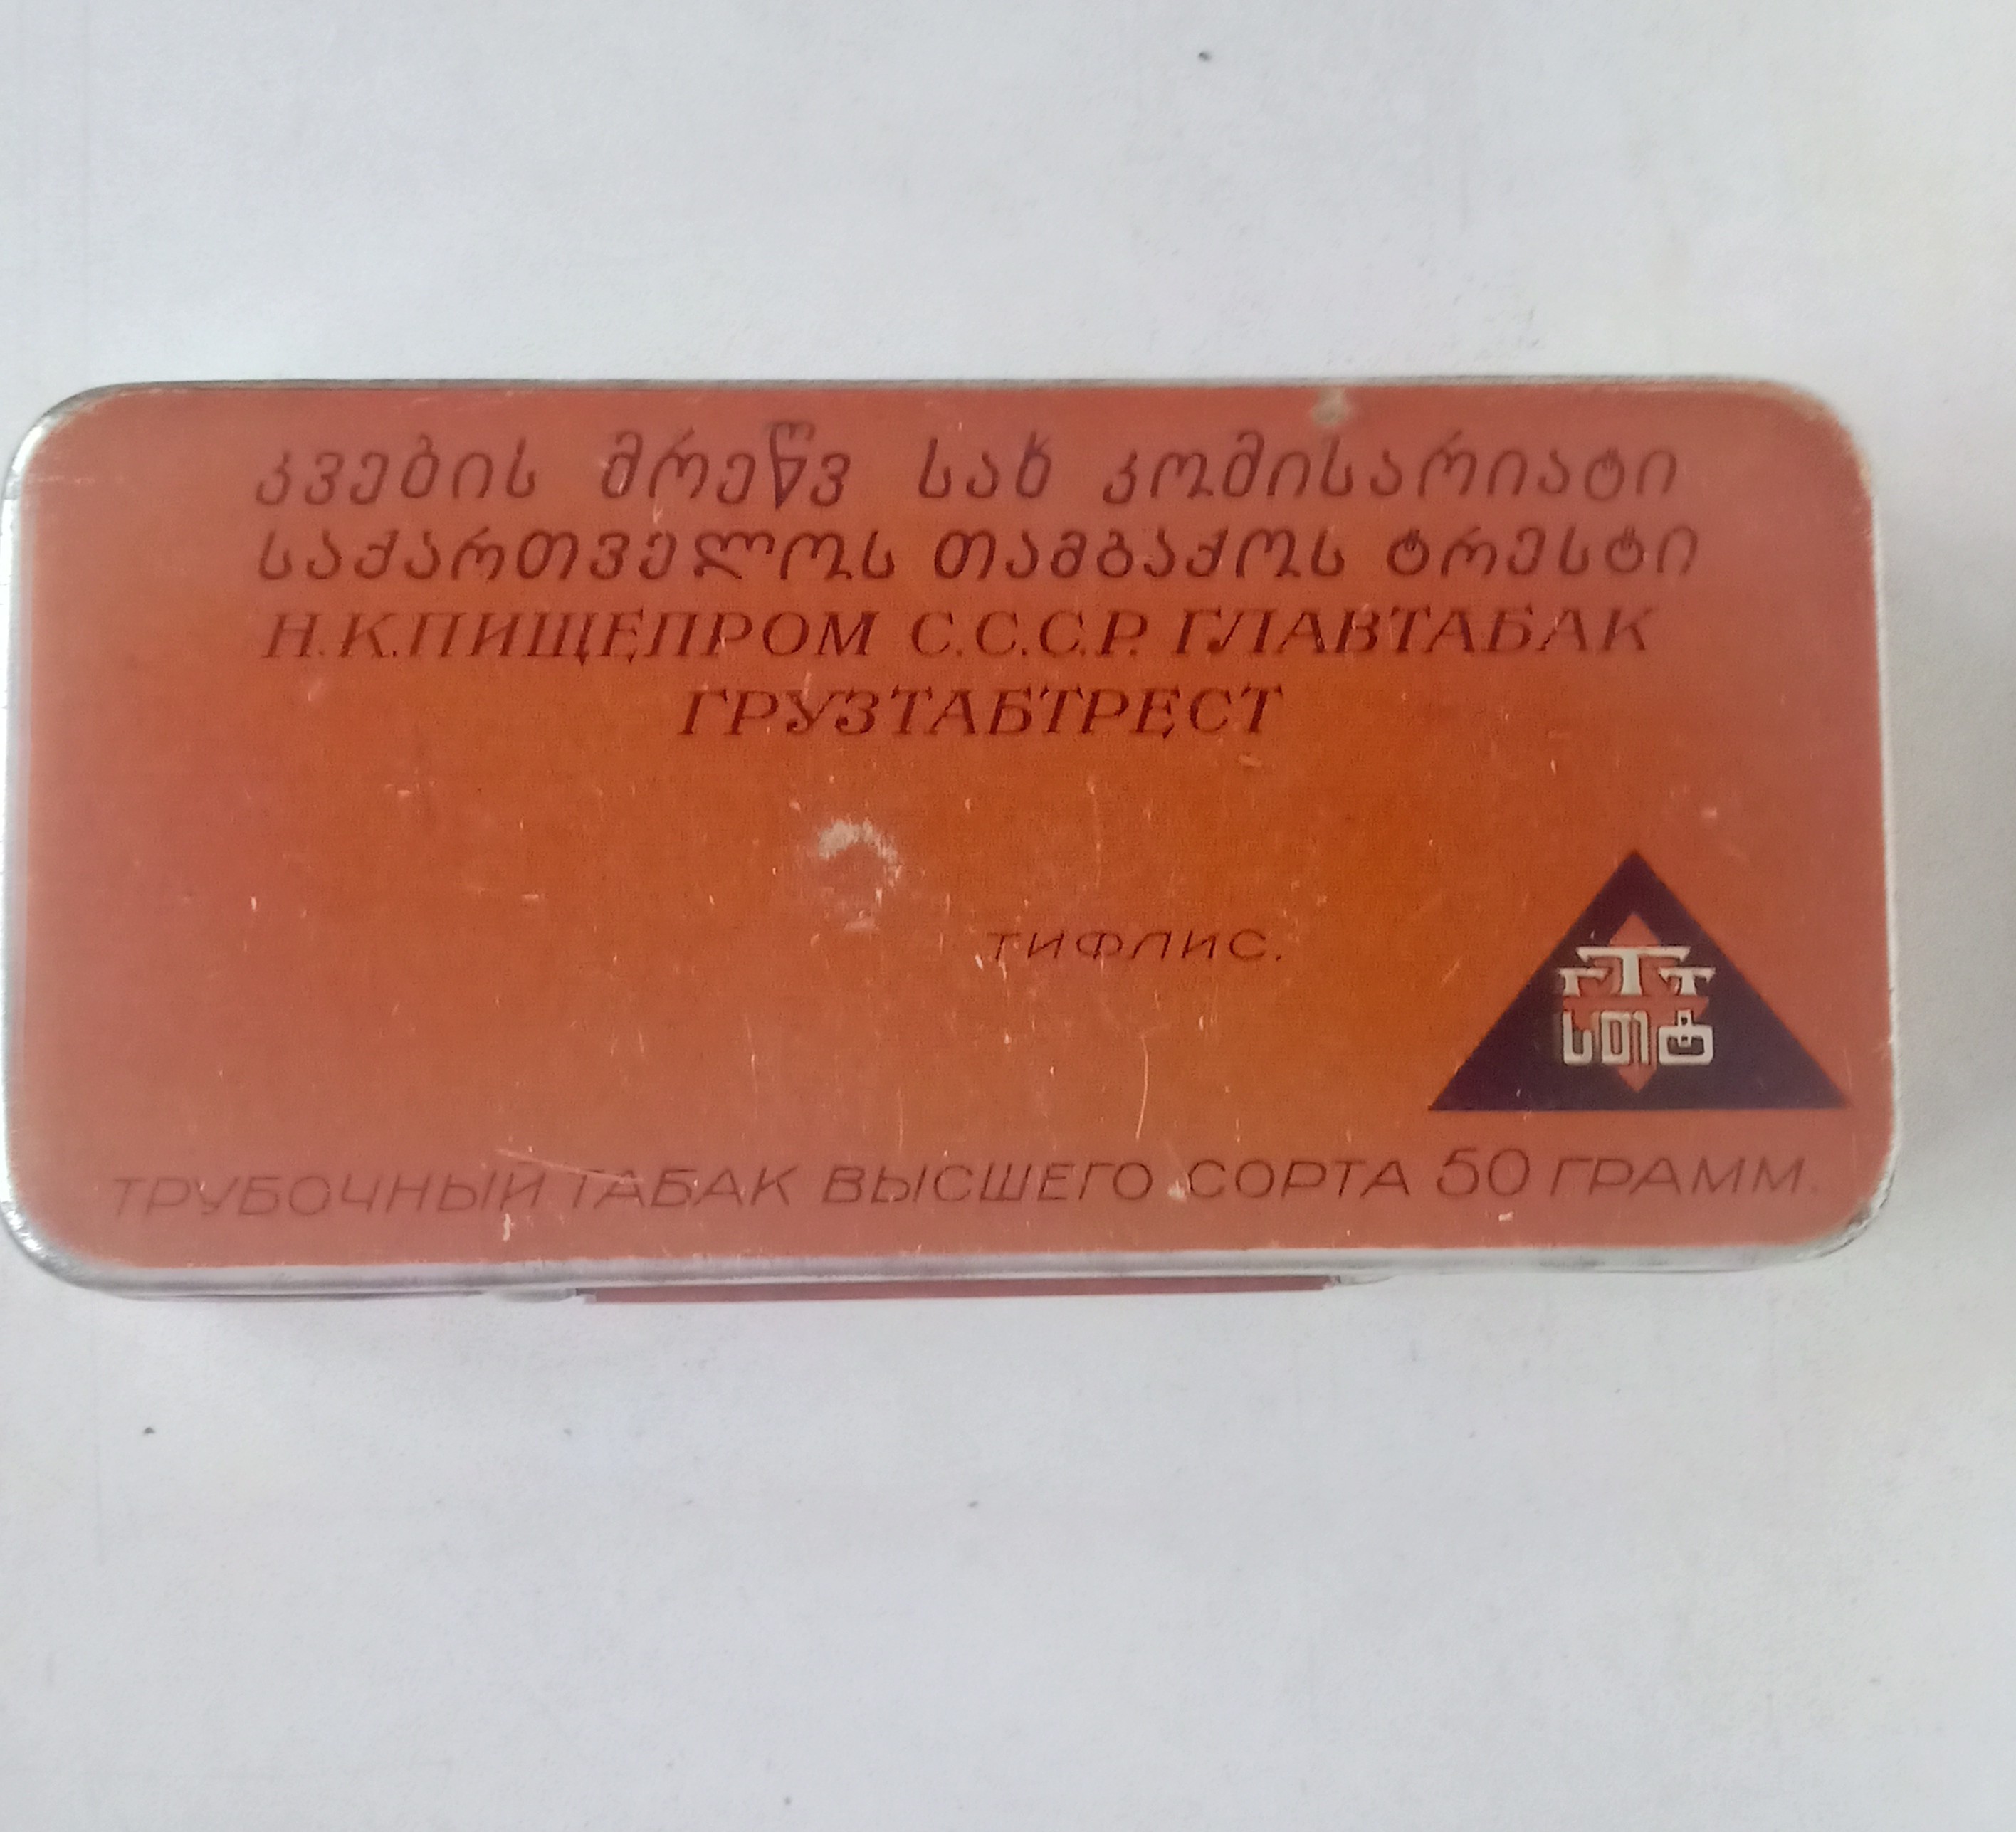 კვების მრეწვ სახ კომისარიატი
საქართველოს თამბაქოს ტრესტი
Н.К.ПИЩЕПРОМ С.С.С.Р. ГЛАВТАБАК
ГРУЗТАБТРЕСТ
ТИФЛИС.
ГТТ
სთტ
ТРУБОЧНЫЙ ТАБАК ВЫСШЕГО СОРТА 50 ГРАММ.